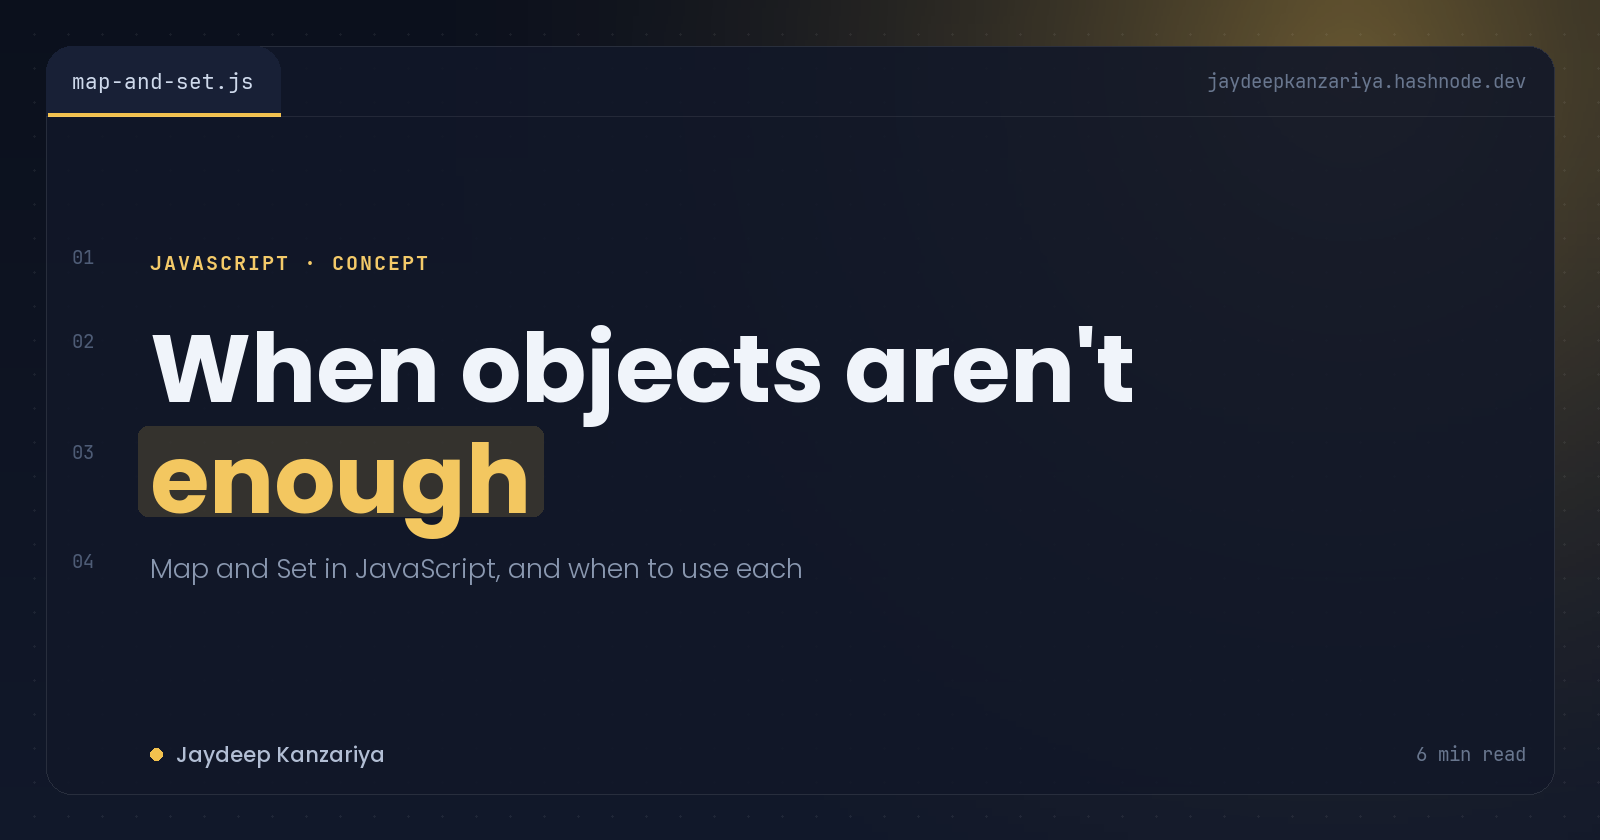 map-and-set.js
jaydeepkanzariya.hashnode.dev
01
JAVASCRIPT · CONCEPT
02
When objects aren't
03
enough
04
Map and Set in JavaScript, and when to use each
Jaydeep Kanzariya
6 min read